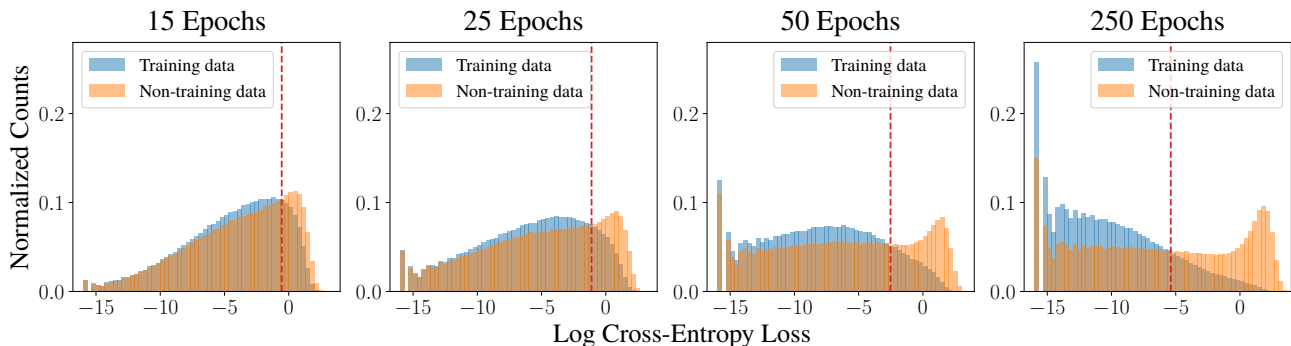 15 Epochs
25 Epochs
50 Epochs
250 Epochs
Normalized Counts
0.2
0.1
0.0
Training data
Non-training data
−15
−10
−5
0
0.2
0.1
0.0
Training data
Non-training data
−15
−10
−5
0
0.2
0.1
0.0
Training data
Non-training data
−15
−10
−5
0
0.2
0.1
0.0
Training data
Non-training data
−15
−10
−5
0
Log Cross-Entropy Loss